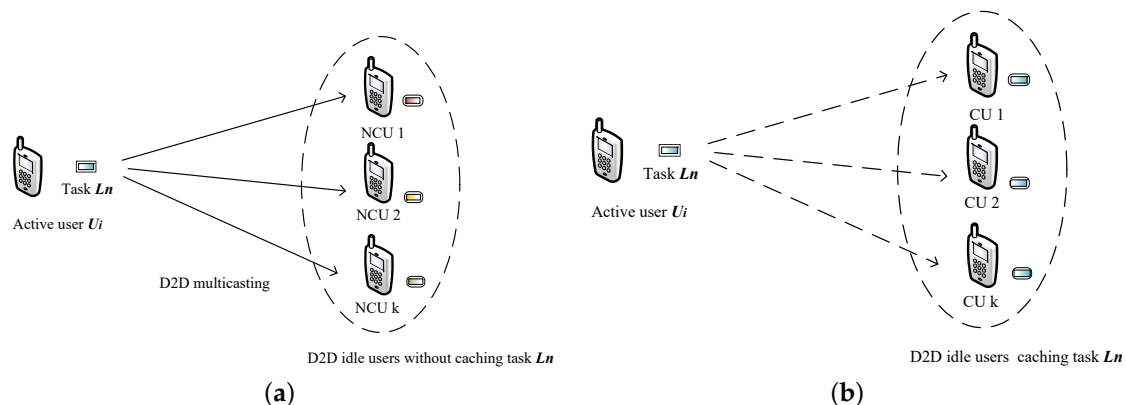 NCU 1
Task Ln
NCU 2
Active user Ui
D2D multicasting
NCU k
D2D idle users without caching task Ln
(a)
CU 1
Task Ln
CU 2
Active user Ui
CU k
D2D idle users caching task Ln
(b)